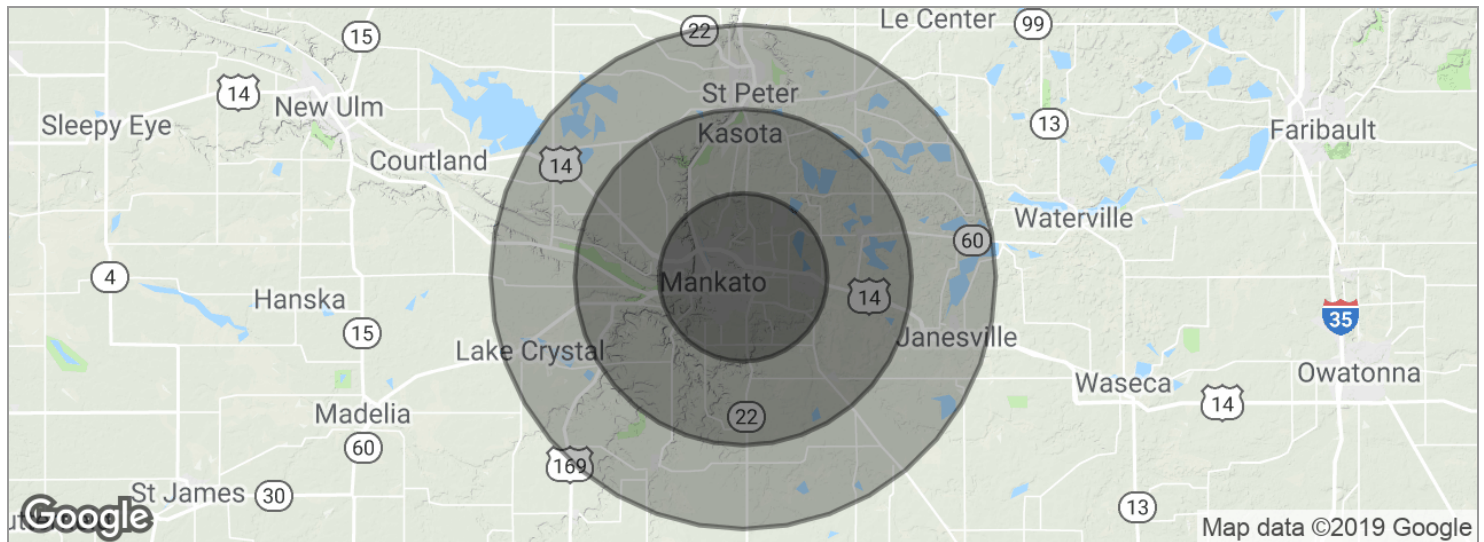 Le Center
99
22
15
14
St Peter
New Ulm
Sleepy Eye
13
Kasota
Faribault
Courtland
14
Waterville
60
4
Mankato
14
Hanska
35
15
Janesville
Lake Crystal
Owatonna
Waseca
14
Madelia
22
60
169
St James
30
13
Google
Map data ©2019 Google